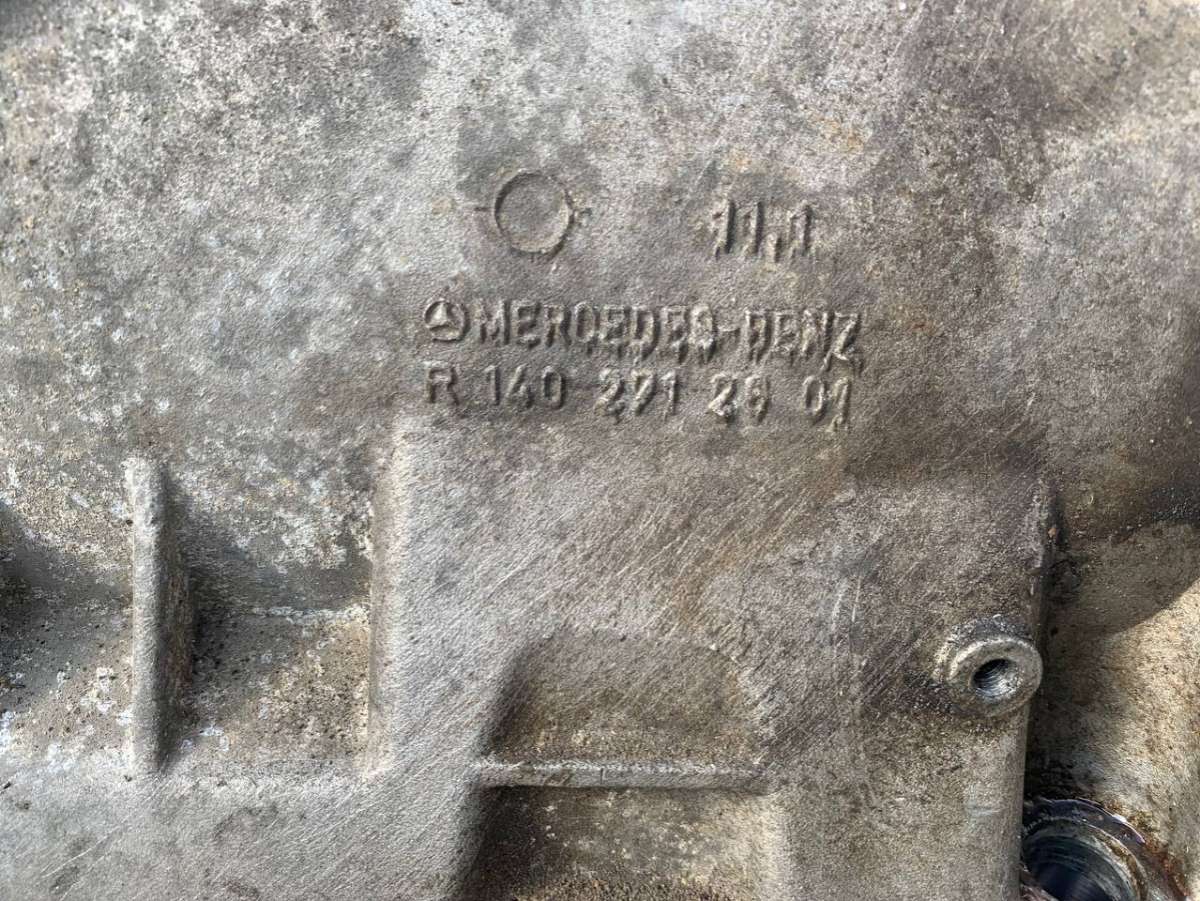 11.1
MERCEDES-BENZ
R 140 271 28 01